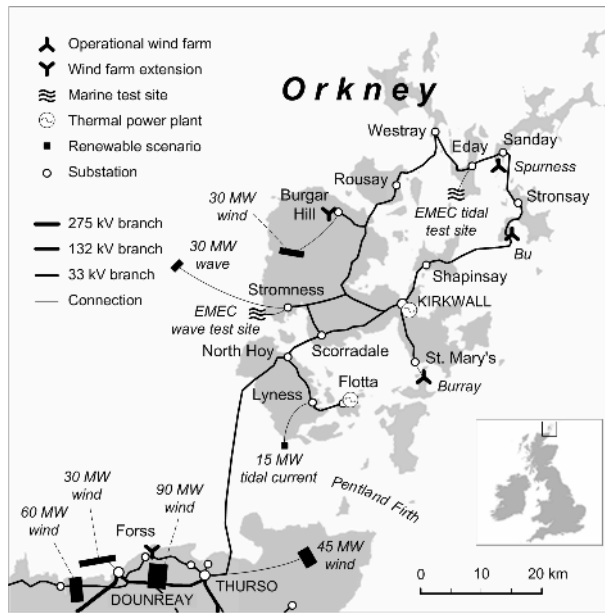 Operational wind farm
Wind farm extension
Marine test site
Thermal power plant
Renewable scenario
Substation
275 kV branch
132 kV branch
33 kV branch
Connection
Orkney
Westray
Eday
Sanday
Spurness
Rousay
Stronsay
30 MW
wind
Burgar
Hill
EMEC tidal
test site
Bu
30 MW
wave
Shapinsay
Stromness
KIRKWALL
EMEC
wave test site
North Hoy
Scorradale
St. Mary's
Burray
Lyness
Flotta
15 MW
tidal current
Pentland Firth
30 MW
wind
60 MW
wind
90 MW
wind
Forss
45 MW
wind
DOUNREAY
THURSO
0 10 20 km